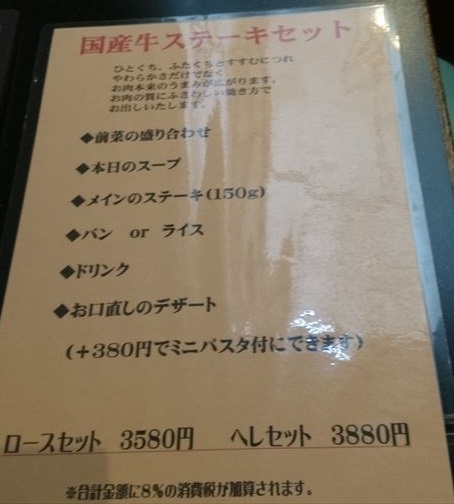 国産牛ステーキセット
ひとくち、ふたくちとすすむにつれ
やわらかさだけでなく
お肉本来のうまみが広がります。
お肉の質にふさわしい焼き方で
お出しいたします。
◆前菜の盛り合わせ
◆本日のスープ
◆メインのステーキ(150g)
◆パン or ライス
◆ドリンク
◆お口直しのデザート
(+380円でミニパスタ付にできます)
ロースセット 3580円 ヘレセット 3880円
※合計金額に8%の消費税が加算されます。